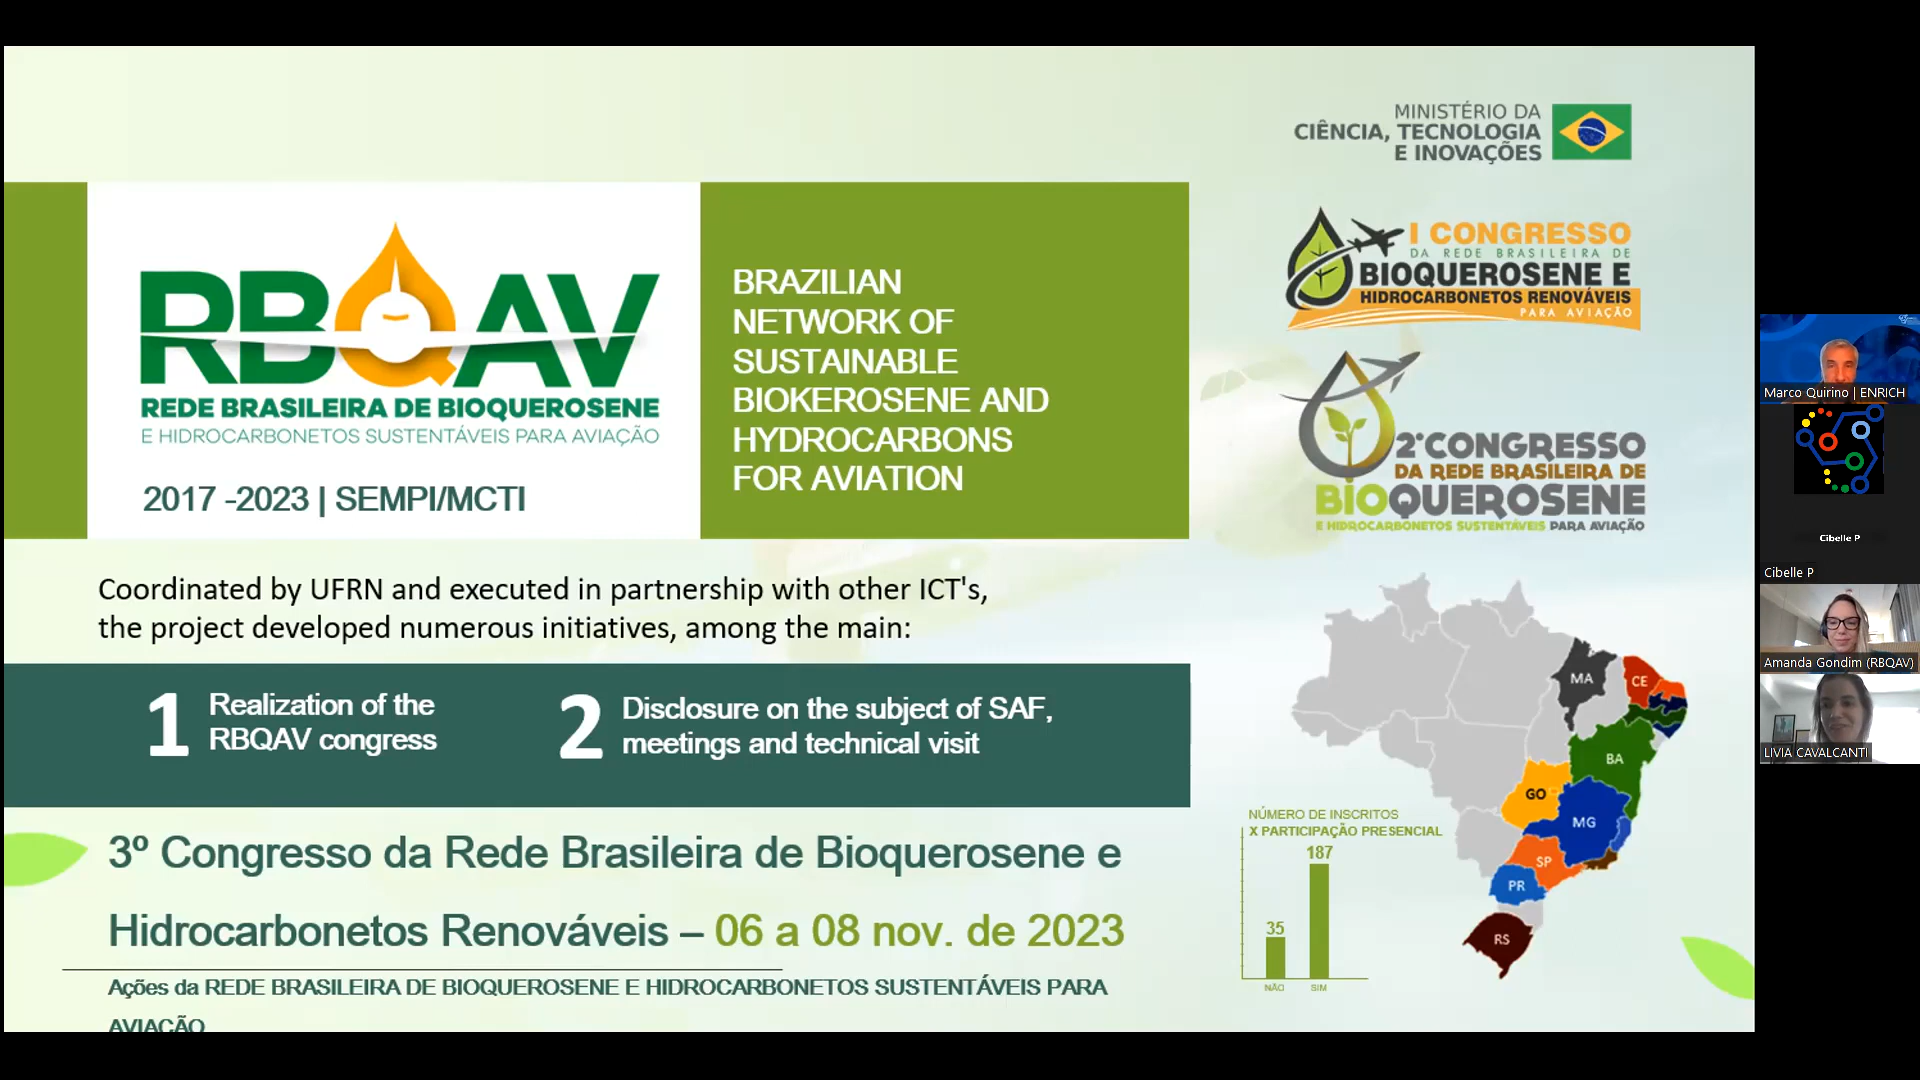 MINISTÉRIO DA
CIÊNCIA, TECNOLOGIA
E INOVAÇÕES
RBQAV
REDE BRASILEIRA DE BIOQUEROSENE
E HIDROCARBONETOS SUSTENTÁVEIS PARA AVIAÇÃO
2017 -2023 | SEMPI/MCTI
BRAZILIAN
NETWORK OF
SUSTAINABLE
BIOKEROSENE AND
HYDROCARBONS
FOR AVIATION
I CONGRESSO
DA REDE BRASILEIRA DE
BIOQUEROSENE E
HIDROCARBONETOS RENOVÁVEIS
PARA AVIAÇÃO
2º CONGRESSO
DA REDE BRASILEIRA DE
BIOQUEROSENE
E HIDROCARBONETOS SUSTENTÁVEIS PARA AVIAÇÃO
Coordinated by UFRN and executed in partnership with other ICT's,
the project developed numerous initiatives, among the main:
1 Realization of the
RBQAV congress
2 Disclosure on the subject of SAF,
meetings and technical visit
3º Congresso da Rede Brasileira de Bioquerosene e
Hidrocarbonetos Renováveis – 06 a 08 nov. de 2023
Ações da REDE BRASILEIRA DE BIOQUEROSENE E HIDROCARBONETOS SUSTENTÁVEIS PARA
AVIAÇÃO
NÚMERO DE INSCRITOS
X PARTICIPAÇÃO PRESENCIAL
187
35
NÃO
SIM
MA
CE
BA
GO
MG
SP
PR
RS
Marco Quirino | ENRICH
Cibelle P
Cibelle P
Amanda Gondim (RBQAV)
LIVIA CAVALCANTI